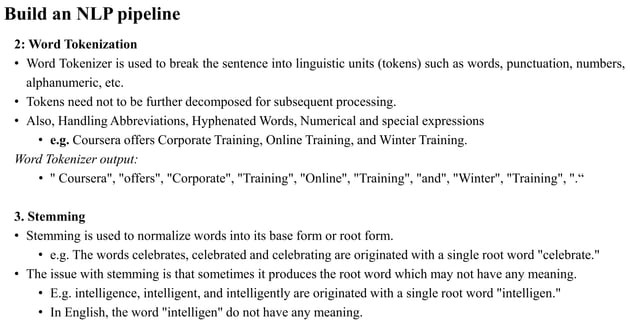 Build an NLP pipeline
2: Word Tokenization
• Word Tokenizer is used to break the sentence into linguistic units (tokens) such as words, punctuation, numbers,
alphanumeric, etc.
• Tokens need not to be further decomposed for subsequent processing.
• Also, Handling Abbreviations, Hyphenated Words, Numerical and special expressions
• e.g. Coursera offers Corporate Training, Online Training, and Winter Training.
Word Tokenizer output:
• " Coursera", "offers", "Corporate", "Training", "Online", "Training", "and", "Winter", "Training", ".“
3. Stemming
• Stemming is used to normalize words into its base form or root form.
• e.g. The words celebrates, celebrated and celebrating are originated with a single root word "celebrate."
• The issue with stemming is that sometimes it produces the root word which may not have any meaning.
• E.g. intelligence, intelligent, and intelligently are originated with a single root word "intelligen."
• In English, the word "intelligen" do not have any meaning.